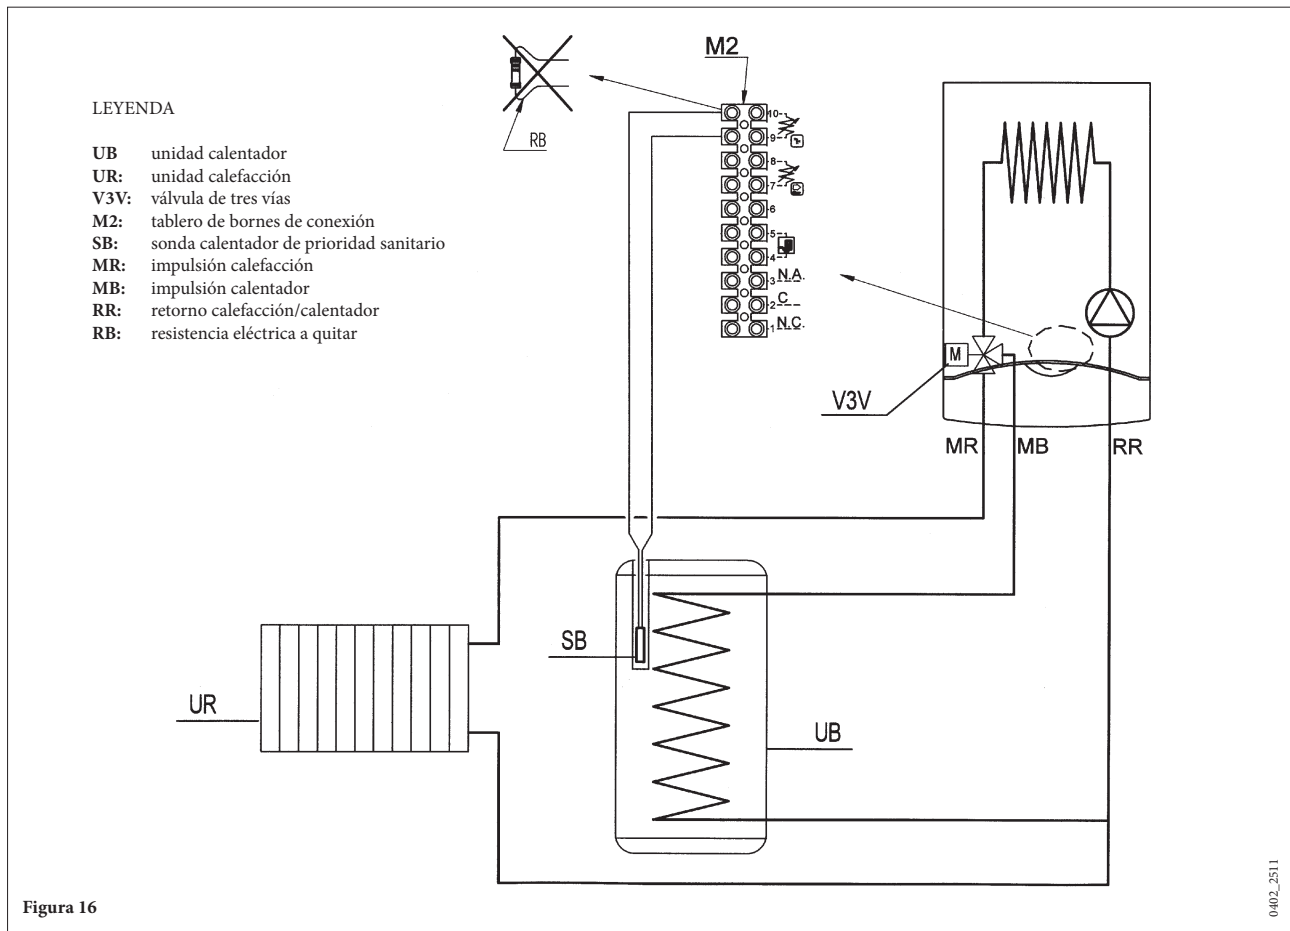 LEYENDA
UB unidad calentador
UR: unidad calefacción
V3V: válvula de tres vías
M2: tablero de bornes de conexión
SB: sonda calentador de prioridad sanitario
MR: impulsión calefacción
MB: impulsión calentador
RR: retorno calefacción/calentador
RB: resistencia eléctrica a quitar
RB
M2
10
9
8
7
6
5
4
3 N.A.
2 C
1 N.C.
M
V3V
MR
MB
RR
SB
UR
UB
Figura 16
0402_2511